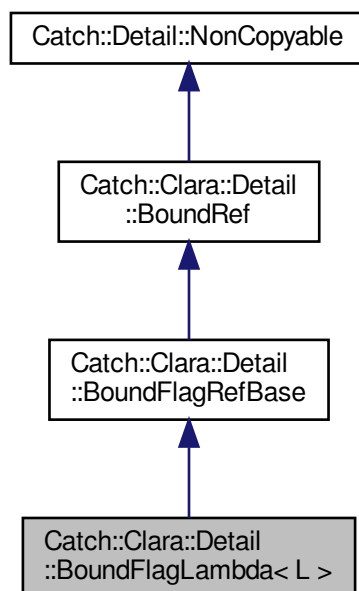 Catch::Detail::NonCopyable
Catch::Clara::Detail
::BoundRef
Catch::Clara::Detail
::BoundFlagRefBase
Catch::Clara::Detail
::BoundFlagLambda< L >